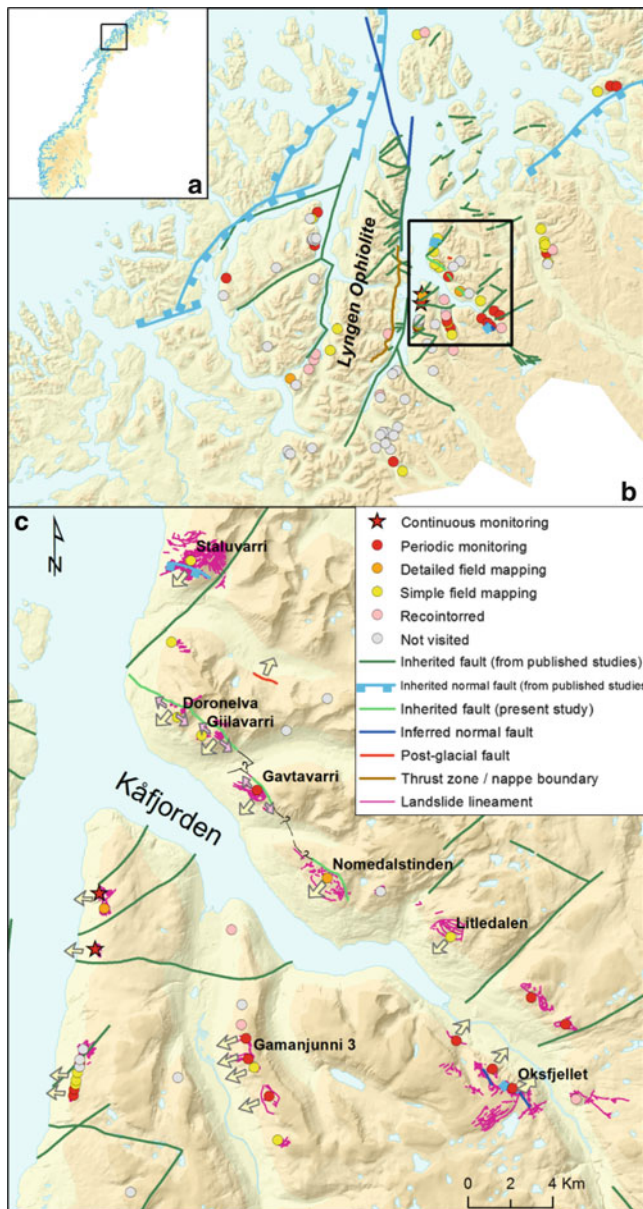 a
Lyngen Ophiolite
b
c
N
Staluvarri
Doronelva
Giilavarri
Gavtavarri
?
?
Kåfjorden
Nomedalstinden
Litledalen
Gamanjunni 3
Oksfjellet
Continuous monitoring
Periodic monitoring
Detailed field mapping
Simple field mapping
Recointorred
Not visited
Inherited fault (from published studies)
Inherited normal fault (from published studies
Inherited fault (present study)
Inferred normal fault
Post-glacial fault
Thrust zone / nappe boundary
Landslide lineament
0 2 4 Km